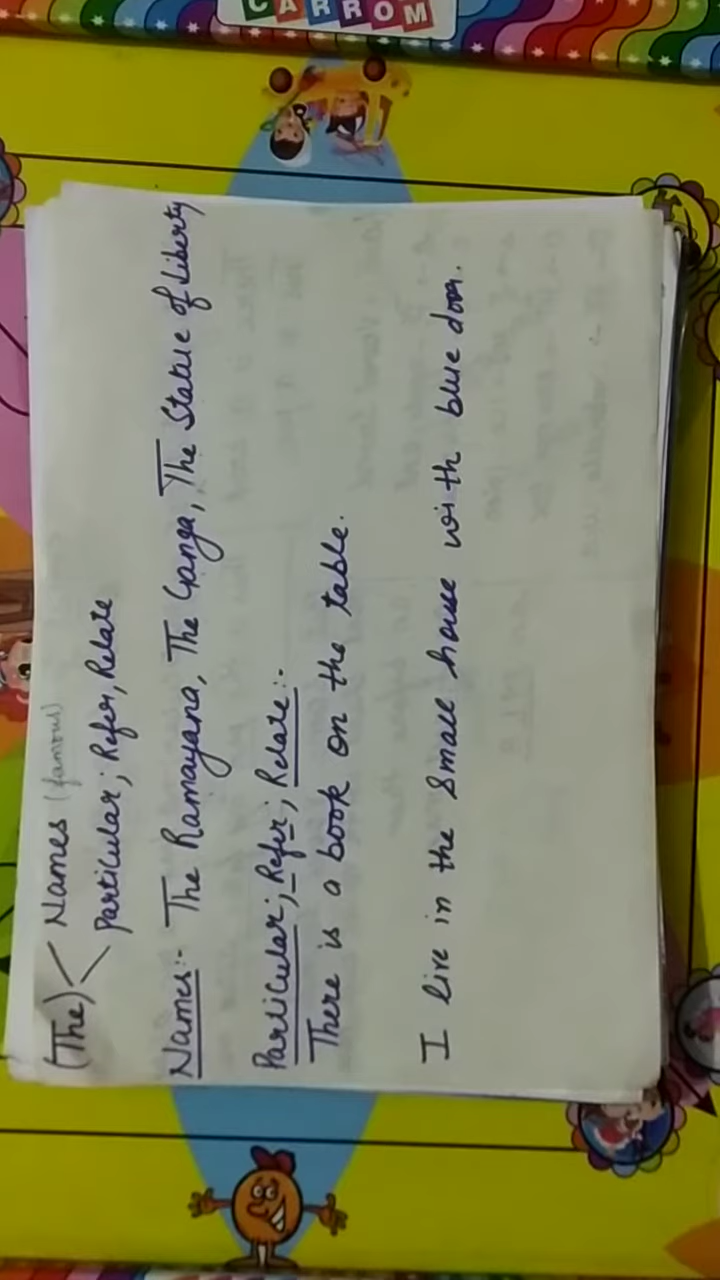 CARROM
(The) Names (famous)
Particular; Refer, Relate
Names:- The Ramayana, The Ganga, The Statue of Liberty
Particular; Refer; Relate:-
There is a book on the table.
I live in the small house with blue door.